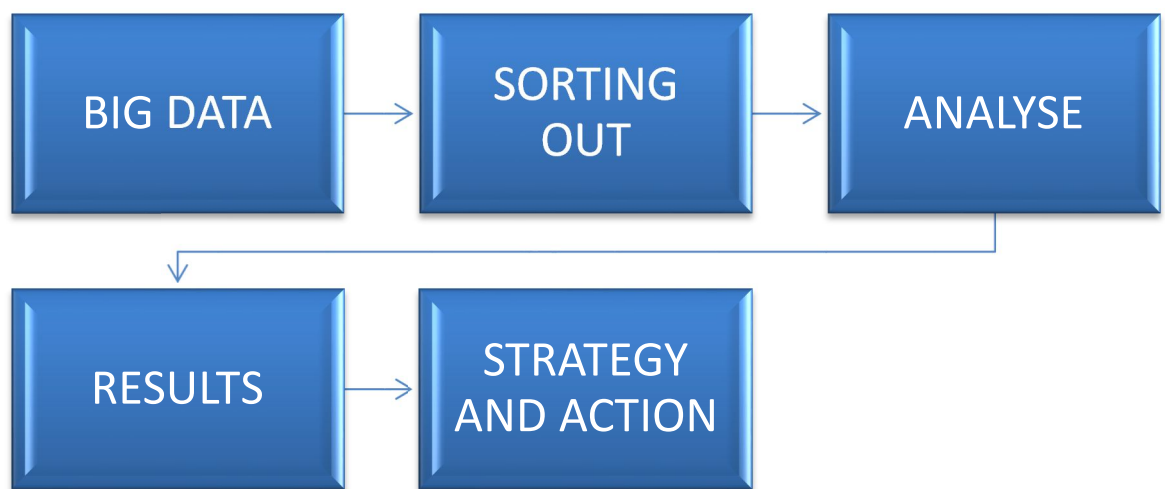 BIG DATA
SORTING
OUT
ANALYSE
RESULTS
STRATEGY
AND ACTION